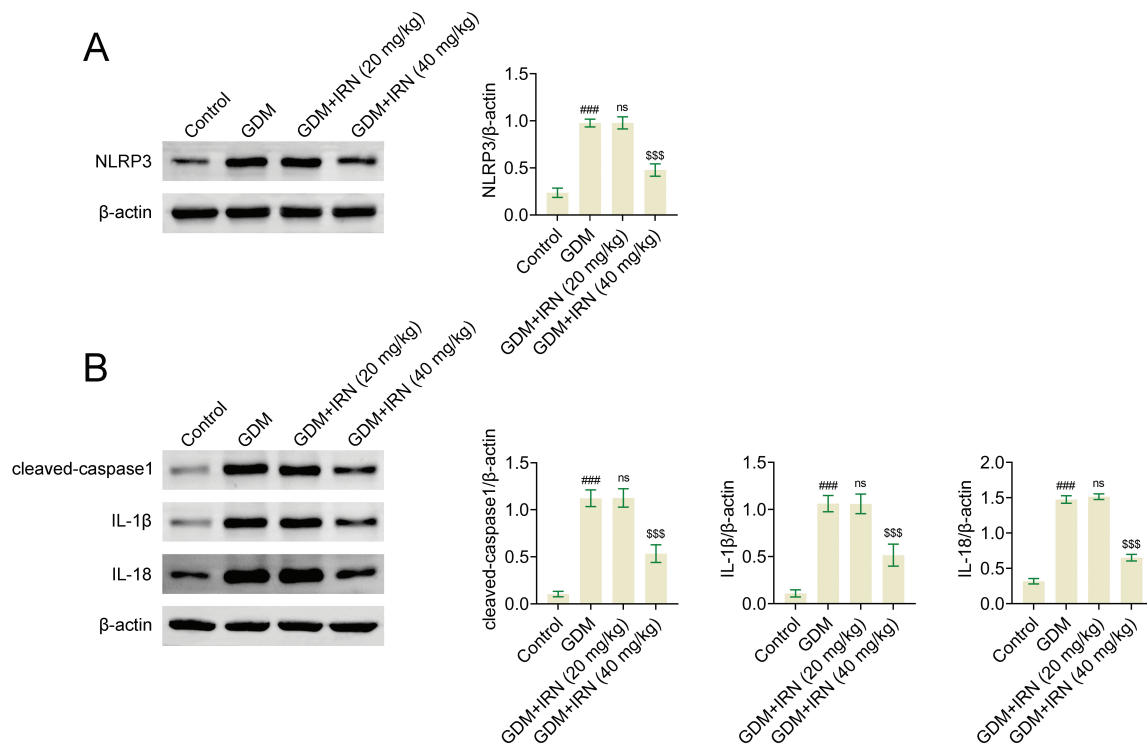 A
Control
GDM
GDM+IRN (20 mg/kg)
GDM+IRN (40 mg/kg)
NLRP3
β-actin
NLRP3/β-actin
1.5
1.0
0.5
0.0
###
ns
$$$
Control
GDM
GDM+IRN (20 mg/kg)
GDM+IRN (40 mg/kg)
B
Control
GDM
GDM+IRN (20 mg/kg)
GDM+IRN (40 mg/kg)
cleaved-caspase1
IL-1β
IL-18
β-actin
cleaved-caspase1/β-actin
1.5
1.0
0.5
0.0
###
ns
$$$
Control
GDM
GDM+IRN (20 mg/kg)
GDM+IRN (40 mg/kg)
IL-1β/β-actin
1.5
1.0
0.5
0.0
###
ns
$$$
Control
GDM
GDM+IRN (20 mg/kg)
GDM+IRN (40 mg/kg)
IL-18/β-actin
2.0
1.5
1.0
0.5
0.0
###
ns
$$$
Control
GDM
GDM+IRN (20 mg/kg)
GDM+IRN (40 mg/kg)